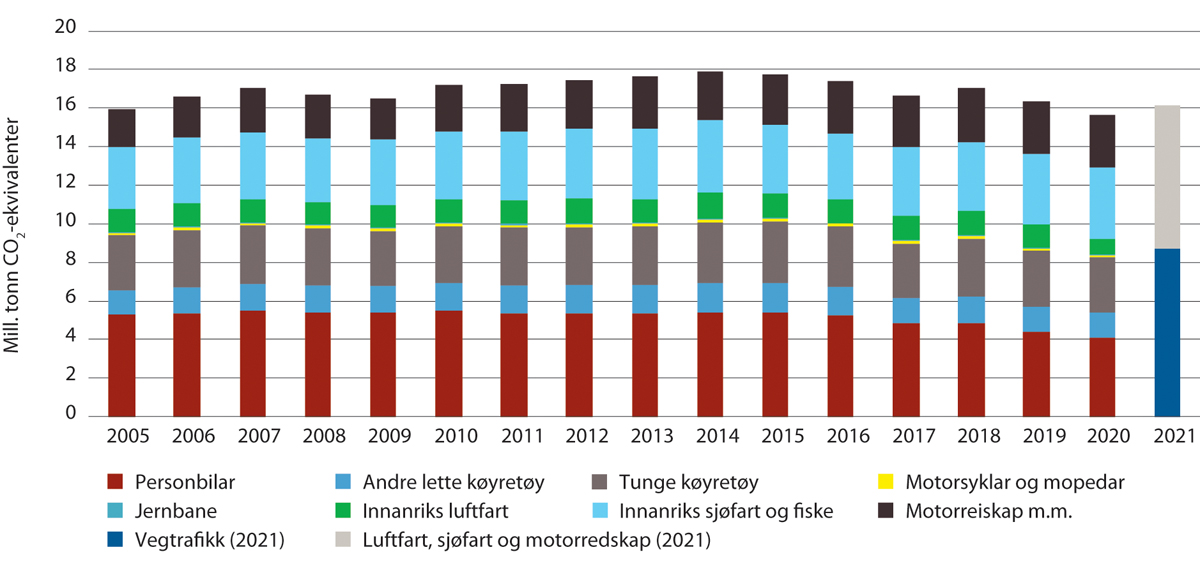 Mill. tonn CO2-ekvivalenter
20
18
16
14
12
10
8
6
4
2
0
2005 2006 2007 2008 2009 2010 2011 2012 2013 2014 2015 2016 2017 2018 2019 2020 2021
Personbilar Andre lette køyretøy Tunge køyretøy Motorsyklar og mopedar
Jernbane Innanriks luftfart Innanriks sjøfart og fiske Motorreiskap m.m.
Vegtrafikk (2021) Luftfart, sjøfart og motorredskap (2021)